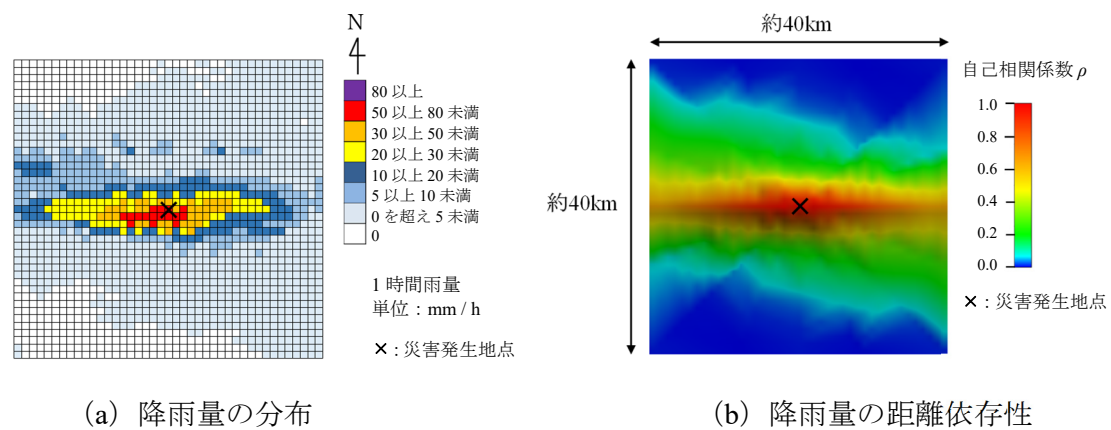 N
80 以上
50 以上 80 未満
30 以上 50 未満
20 以上 30 未満
10 以上 20 未満
5 以上 10 未満
0 を超え 5 未満
0
1 時間雨量
単位：mm / h
×：災害発生地点
(a) 降雨量の分布
約40km
約40km
自己相関係数 ρ
1.0
0.8
0.6
0.4
0.2
0.0
×：災害発生地点
(b) 降雨量の距離依存性